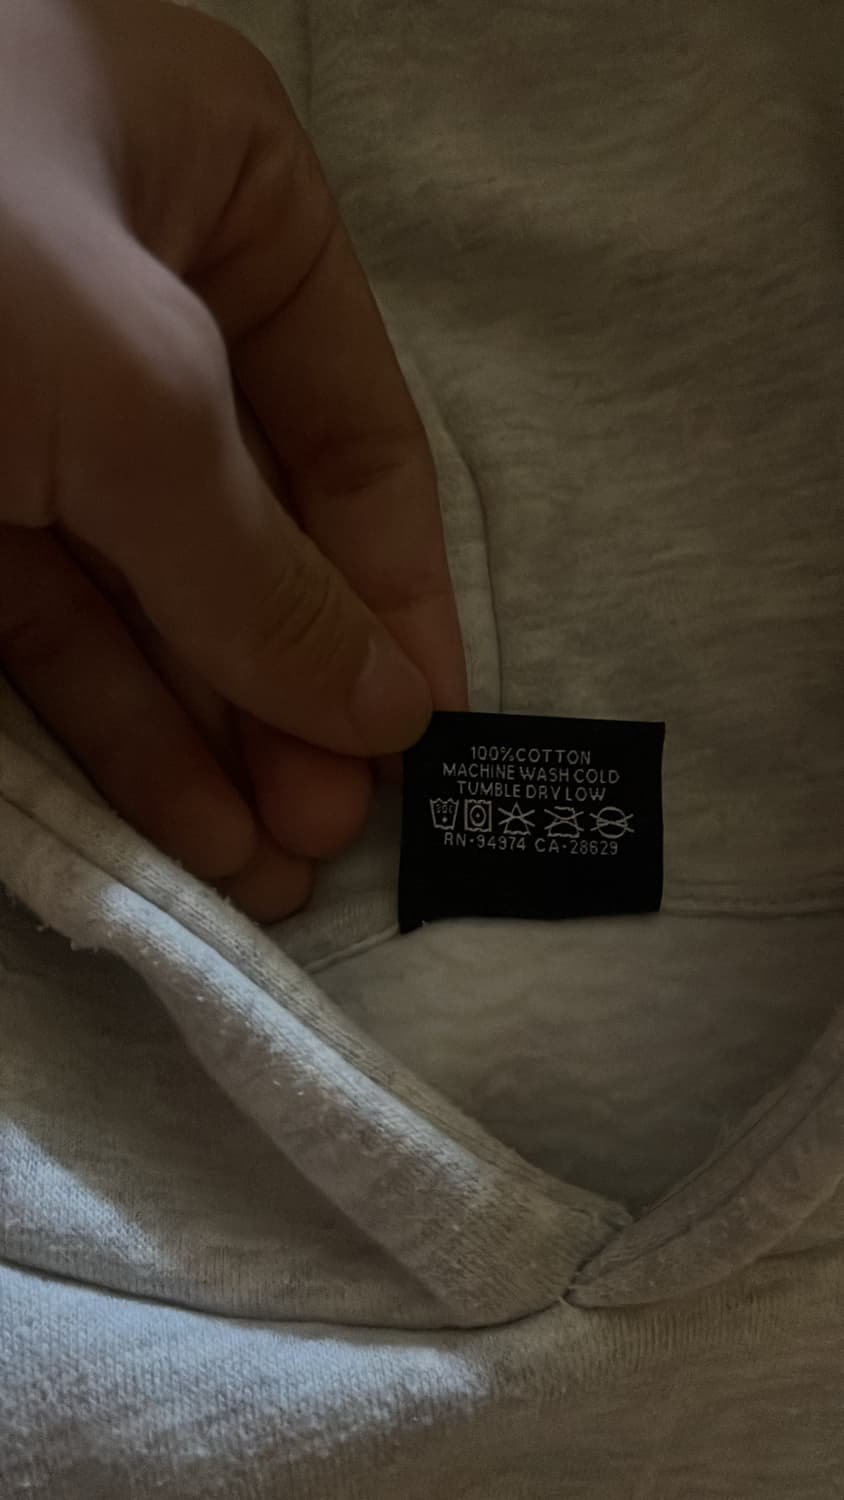 100%COTTON
MACHINE WASH COLD
TUMBLE DRY LOW
RN·94974 CA·28629